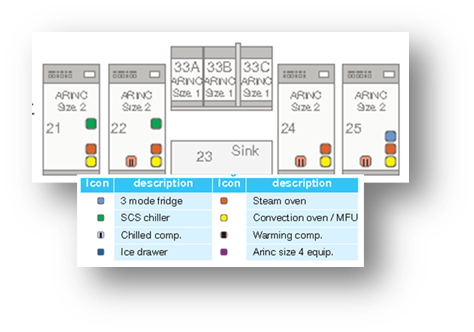 33A 33B 33C
ARINC ARINC ARINC
Size 1 Size 1 Size 1
ARINC
Size 2
21
ARINC
Size 2
22
23 Sink
ARINC
Size 2
24
ARINC
Size 2
25
Icon description Icon description
3 mode fridge Steam oven
SCS chiller Convection oven / MFU
Chilled comp. Warming comp.
Ice drawer Arinc size 4 equip.